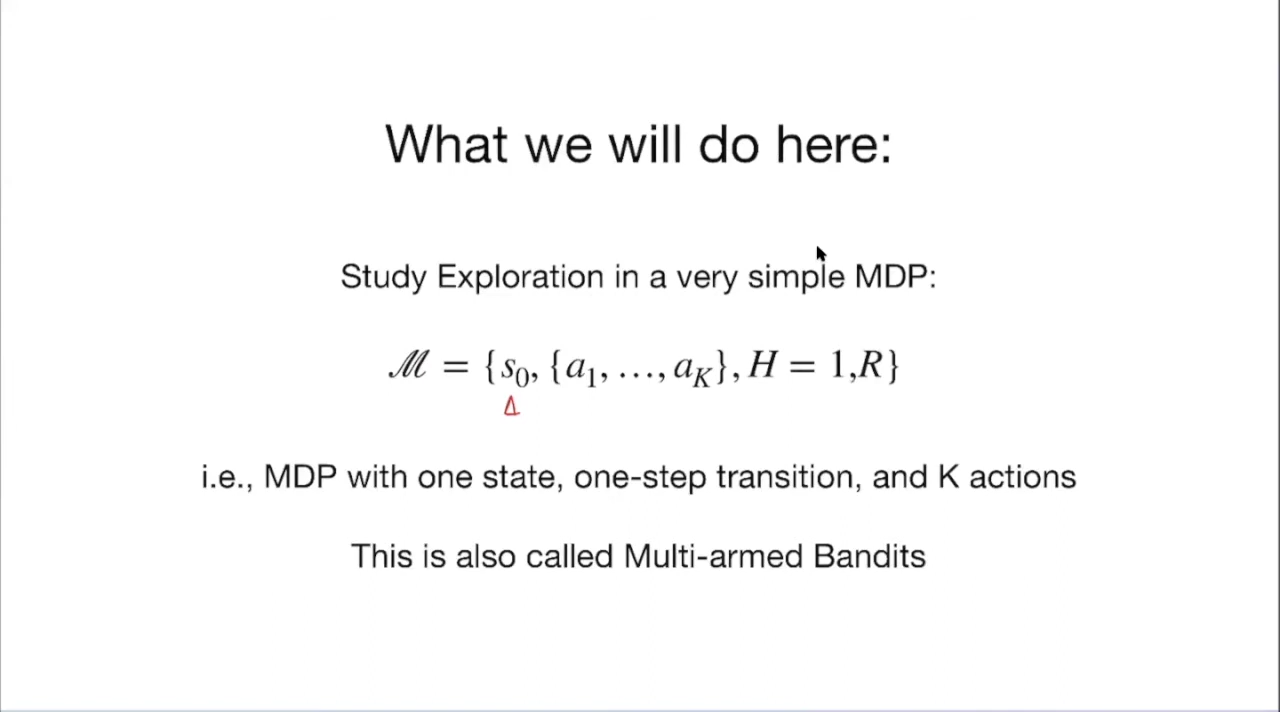 What we will do here:
Study Exploration in a very simple MDP:
ℳ = {s₀, {a₁, …, a_K}, H = 1,R}
i.e., MDP with one state, one-step transition, and K actions
This is also called Multi-armed Bandits